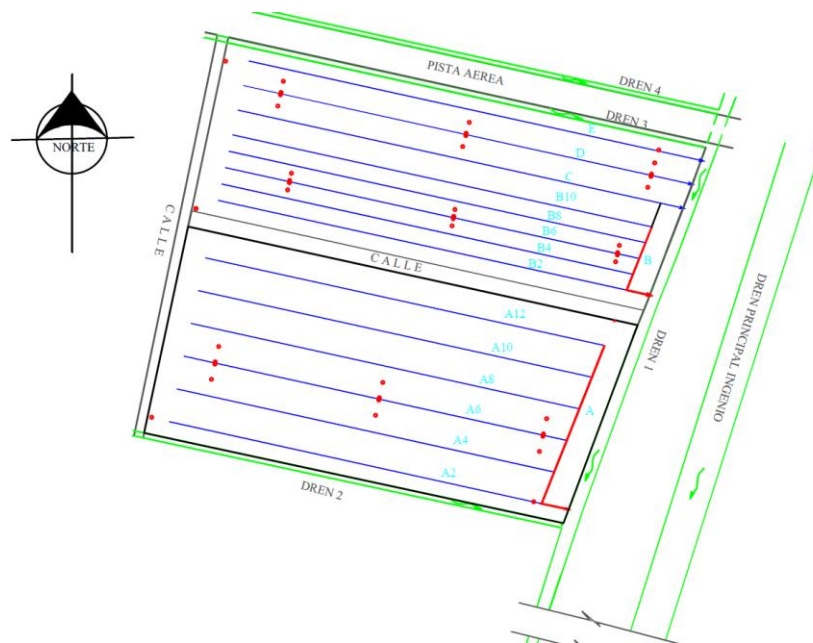 DREN 4
PISTA AEREA
DREN 3
E
D
C
B10
B8
B6
B4
B2
B
NORTE
CALLE
CALLE
A12
A10
A8
A6
A4
A2
A
DREN 1
DREN PRINCIPAL INGENIO
DREN 2